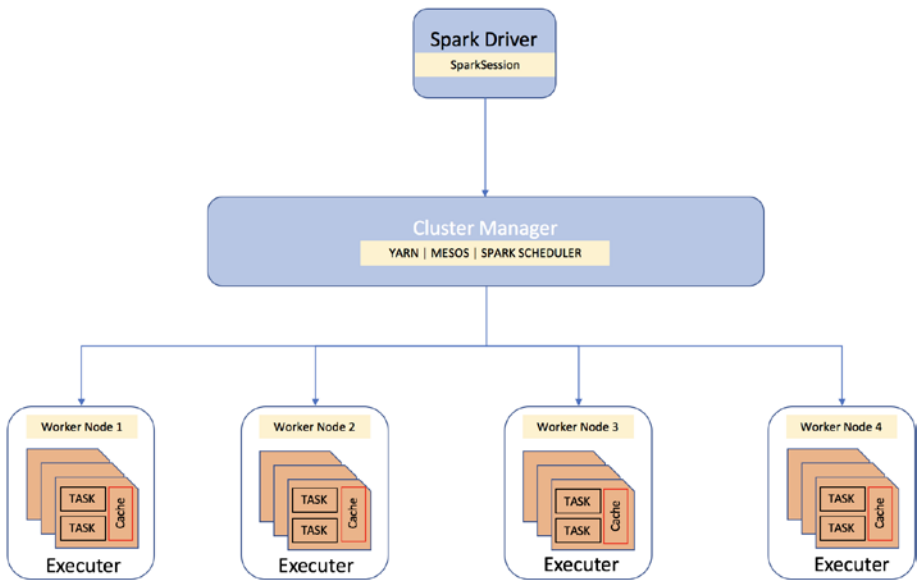 Spark Driver
SparkSession
Cluster Manager
YARN | MESOS | SPARK SCHEDULER
Worker Node 1
TASK
TASK
Cache
Executer
Worker Node 2
TASK
TASK
Cache
Executer
Worker Node 3
TASK
TASK
Cache
Executer
Worker Node 4
TASK
TASK
Cache
Executer